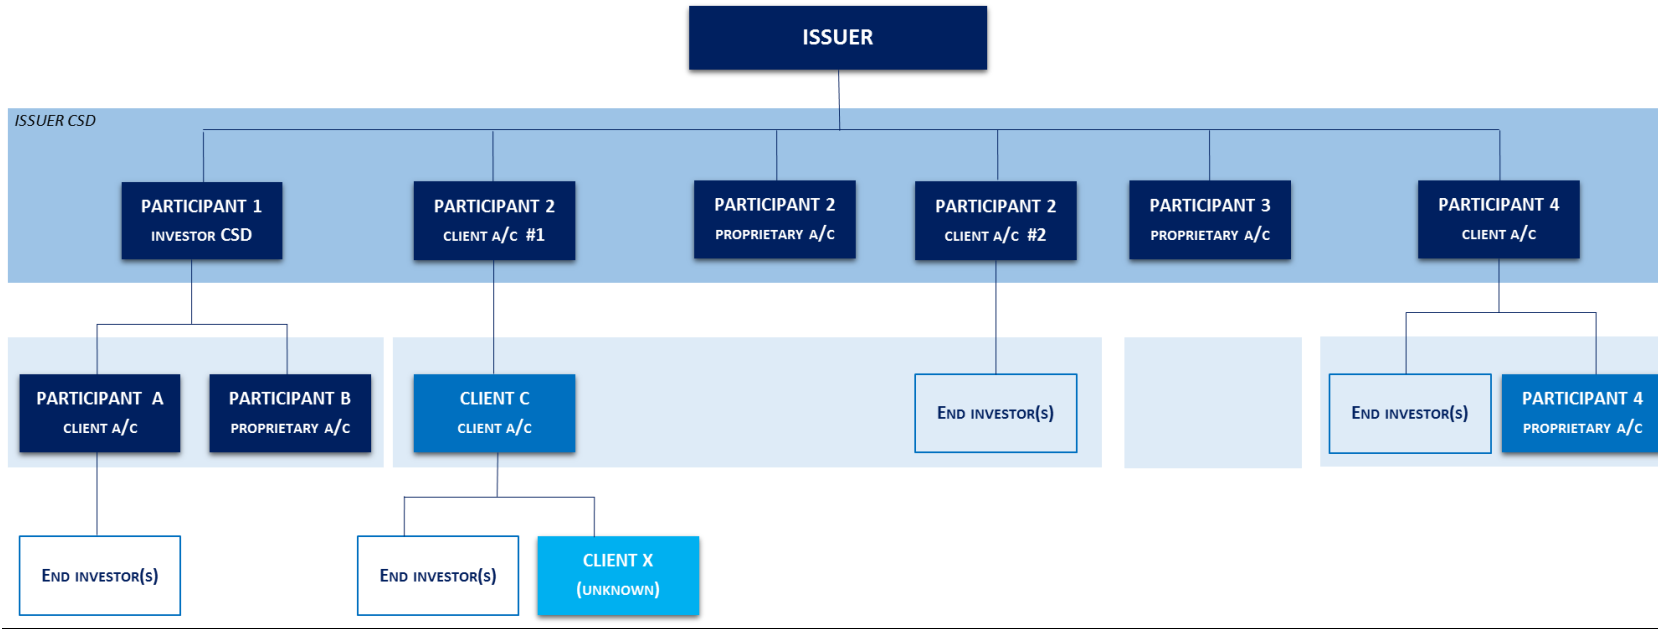 ISSUER
ISSUER CSD
PARTICIPANT 1
INVESTOR CSD
PARTICIPANT 2
CLIENT A/C #1
PARTICIPANT 2
PROPRIETARY A/C
PARTICIPANT 2
CLIENT A/C #2
PARTICIPANT 3
PROPRIETARY A/C
PARTICIPANT 4
CLIENT A/C
PARTICIPANT A
CLIENT A/C
PARTICIPANT B
PROPRIETARY A/C
CLIENT C
CLIENT A/C
END INVESTOR(S)
END INVESTOR(S)
PARTICIPANT 4
PROPRIETARY A/C
END INVESTOR(S)
END INVESTOR(S)
CLIENT X
(UNKNOWN)